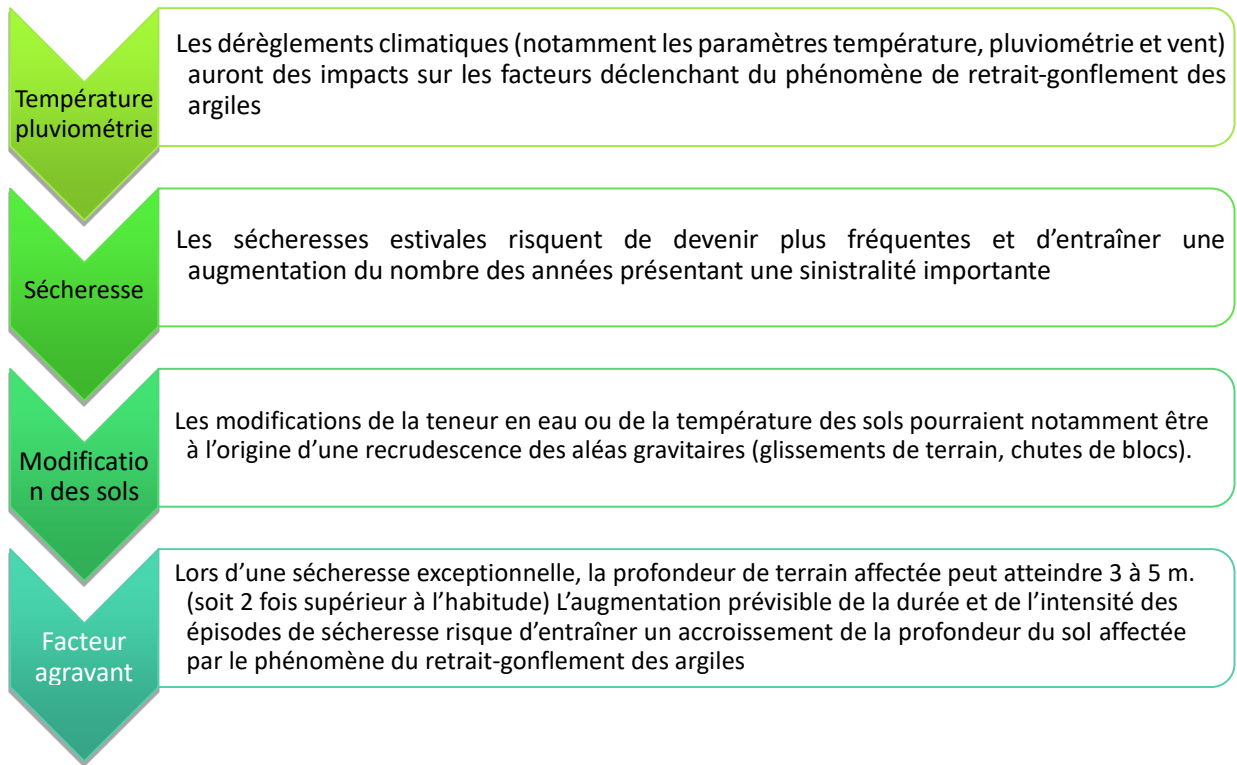 Température
pluviométrie
Les dérèglements climatiques (notamment les paramètres température, pluviométrie et vent)
auront des impacts sur les facteurs déclenchant du phénomène de retrait-gonflement des
argiles
Sécheresse
Les sécheresses estivales risquent de devenir plus fréquentes et d’entraîner une
augmentation du nombre des années présentant une sinistralité importante
Modificatio
n des sols
Les modifications de la teneur en eau ou de la température des sols pourraient notamment être
à l’origine d’une recrudescence des aléas gravitaires (glissements de terrain, chutes de blocs).
Facteur
agravant
Lors d’une sécheresse exceptionnelle, la profondeur de terrain affectée peut atteindre 3 à 5 m.
(soit 2 fois supérieur à l’habitude) L’augmentation prévisible de la durée et de l’intensité des
épisodes de sécheresse risque d’entraîner un accroissement de la profondeur du sol affectée
par le phénomène du retrait-gonflement des argiles